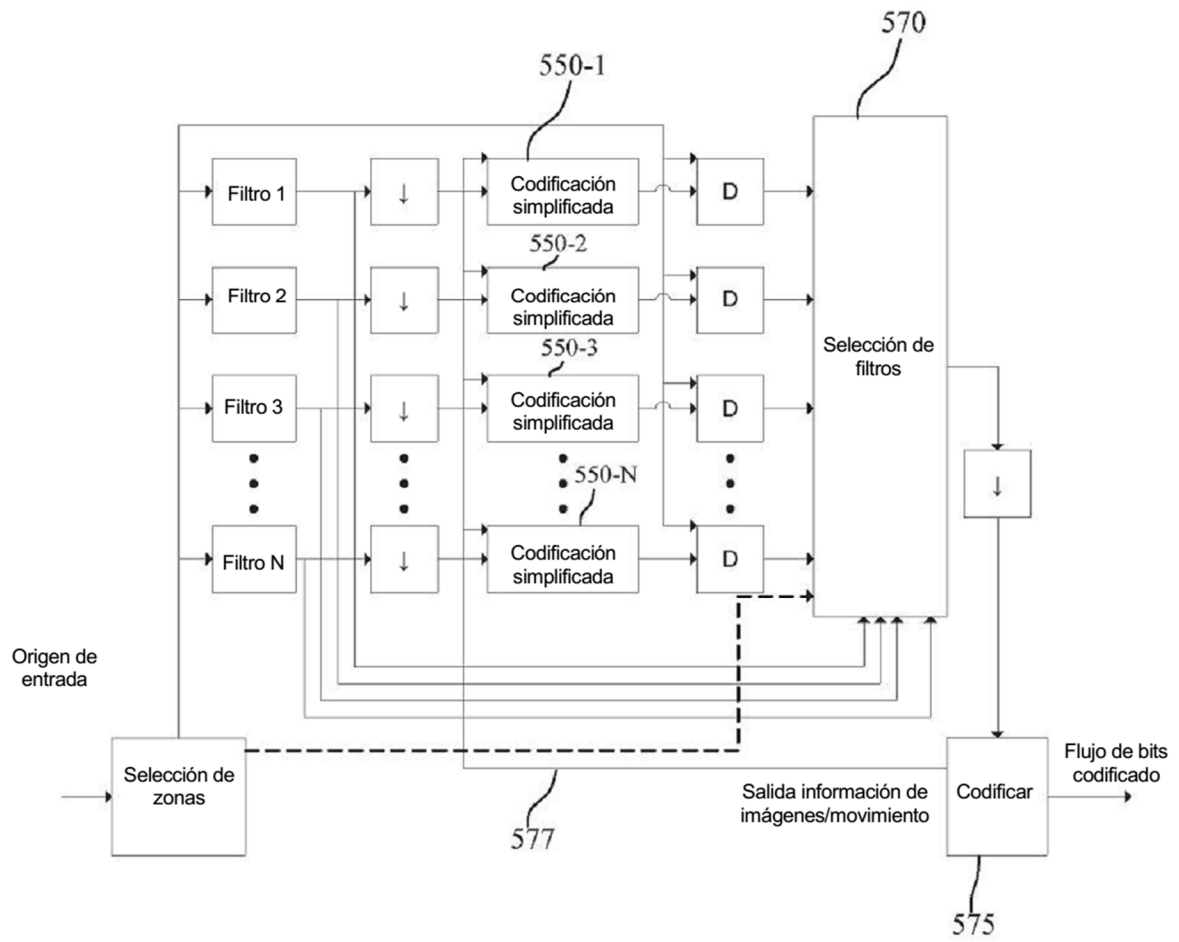 570
550-1
Filtro 1
↓
Codificación
simplificada
D
550-2
Filtro 2
↓
Codificación
simplificada
D
550-3
Filtro 3
↓
Codificación
simplificada
D
Selección de
filtros
550-N
Filtro N
↓
Codificación
simplificada
D
↓
Origen de
entrada
Selección de
zonas
577
Salida información de
imágenes/movimiento
Codificar
Flujo de bits
codificado
575